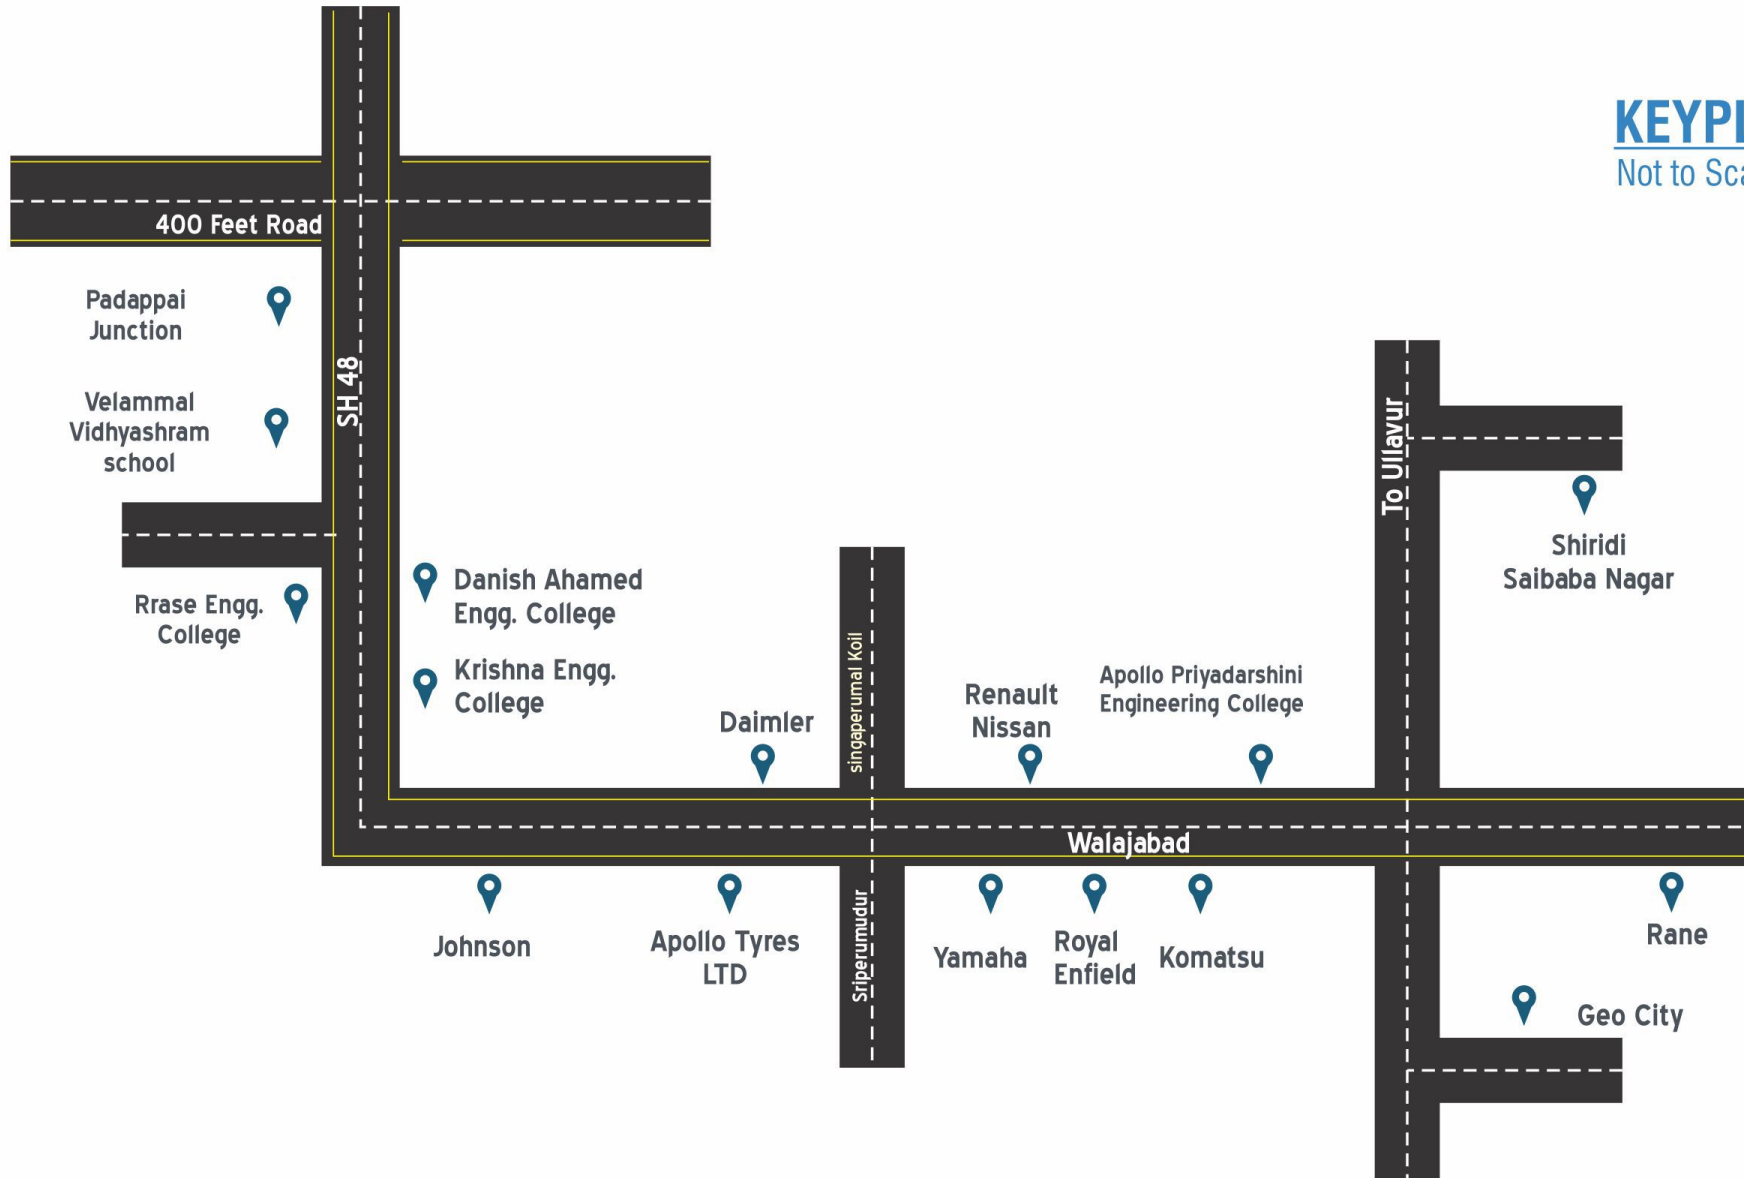 KEYPL
Not to Sca
400 Feet Road
Padappai
Junction
SH 48
Velammal
Vidhyashram
school
To Ullavur
Shiridi
Saibaba Nagar
Danish Ahamed
Engg. College
Rrase Engg.
College
Krishna Engg.
College
singaperumal Koil
Daimler
Renault
Nissan
Apollo Priyadarshini
Engineering College
Walajabad
Johnson
Apollo Tyres
LTD
Sriperumudur
Yamaha
Royal
Enfield
Komatsu
Rane
Geo City